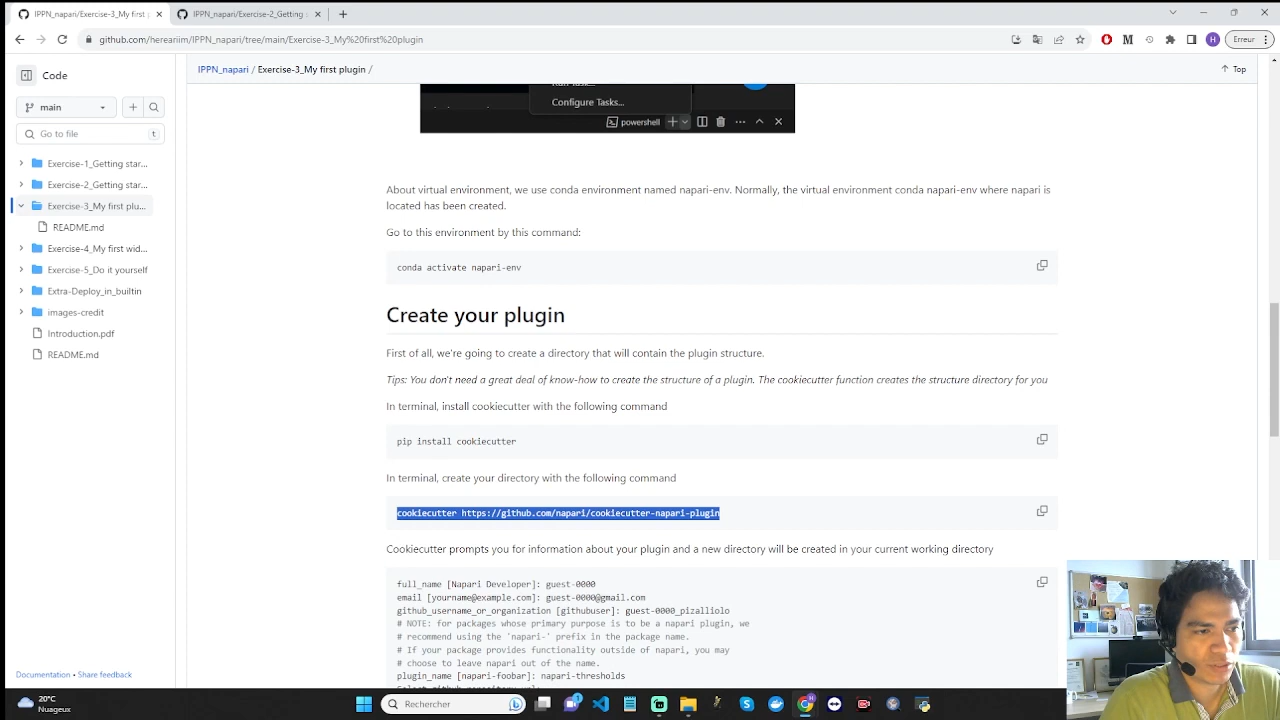 IPPN_napari/Exercise-3_My first p
IPPN_napari/Exercise-2_Getting
github.com/hereariim/IPPN_napari/tree/main/Exercise-3_My%20first%20plugin
Erreur
Code
IPPN_napari / Exercise-3_My first plugin /
Top
main
Go to file
t
Exercise-1_Getting star...
Exercise-2_Getting star...
Exercise-3_My first plu...
README.md
Exercise-4_My first wid...
Exercise-5_Do it yourself
Extra-Deploy_in_builtin
images-credit
Introduction.pdf
README.md
Documentation • Share feedback
Configure Tasks...
powershell
About virtual environment, we use conda environment named napari-env. Normally, the virtual environment conda napari-env where napari is
located has been created.
Go to this environment by this command:
conda activate napari-env
Create your plugin
First of all, we're going to create a directory that will contain the plugin structure.
Tips: You don't need a great deal of know-how to create the structure of a plugin. The cookiecutter function creates the structure directory for you
In terminal, install cookiecutter with the following command
pip install cookiecutter
In terminal, create your directory with the following command
cookiecutter https://github.com/napari/cookiecutter-napari-plugin
Cookiecutter prompts you for information about your plugin and a new directory will be created in your current working directory
full_name [Napari Developer]: guest-0000
email [yourname@example.com]: guest-0000@gmail.com
github_username_or_organization [githubuser]: guest-0000_pizalliolo
# NOTE: for packages whose primary purpose is to be a napari plugin, we
# recommend using the 'napari-' prefix in the package name.
# If your package provides functionality outside of napari, you may
# choose to leave napari out of the name.
plugin_name [napari-foobar]: napari-thresholds
20°C
Nuageux
Rechercher